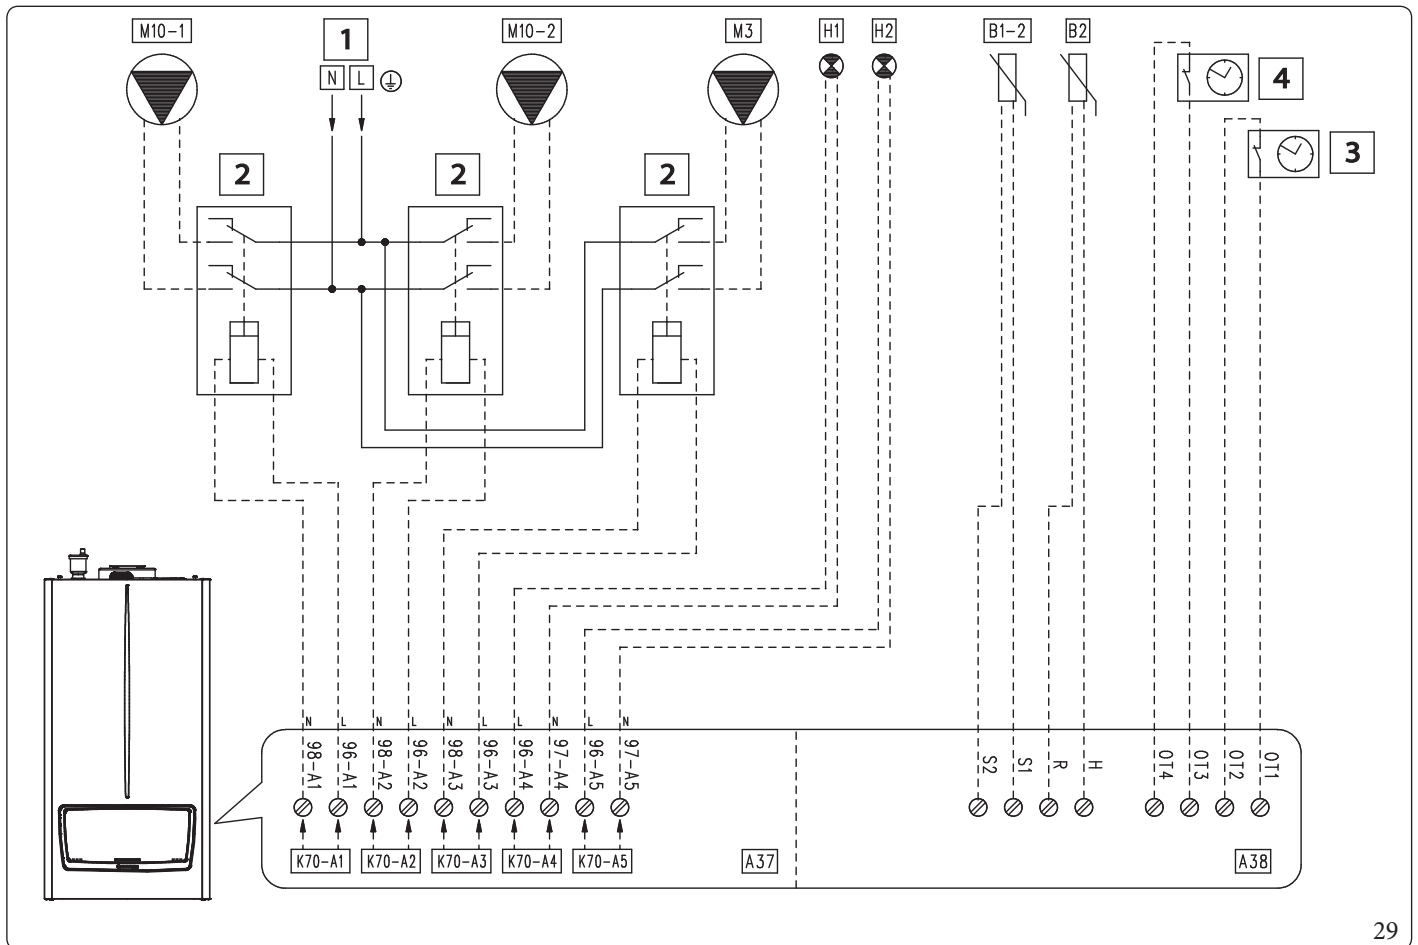 M10-1
1
M10-2
M3
H1
H2
B1-2
B2
N
L
4
3
2
2
2
N
L
N
L
N
L
L
N
L
N
98-A1
96-A1
98-A2
96-A2
98-A3
96-A3
96-A4
97-A4
96-A5
97-A5
S2
S1
R
H
OT4
OT3
OT2
OT1
K70-A1
K70-A2
K70-A3
K70-A4
K70-A5
A37
A38
29